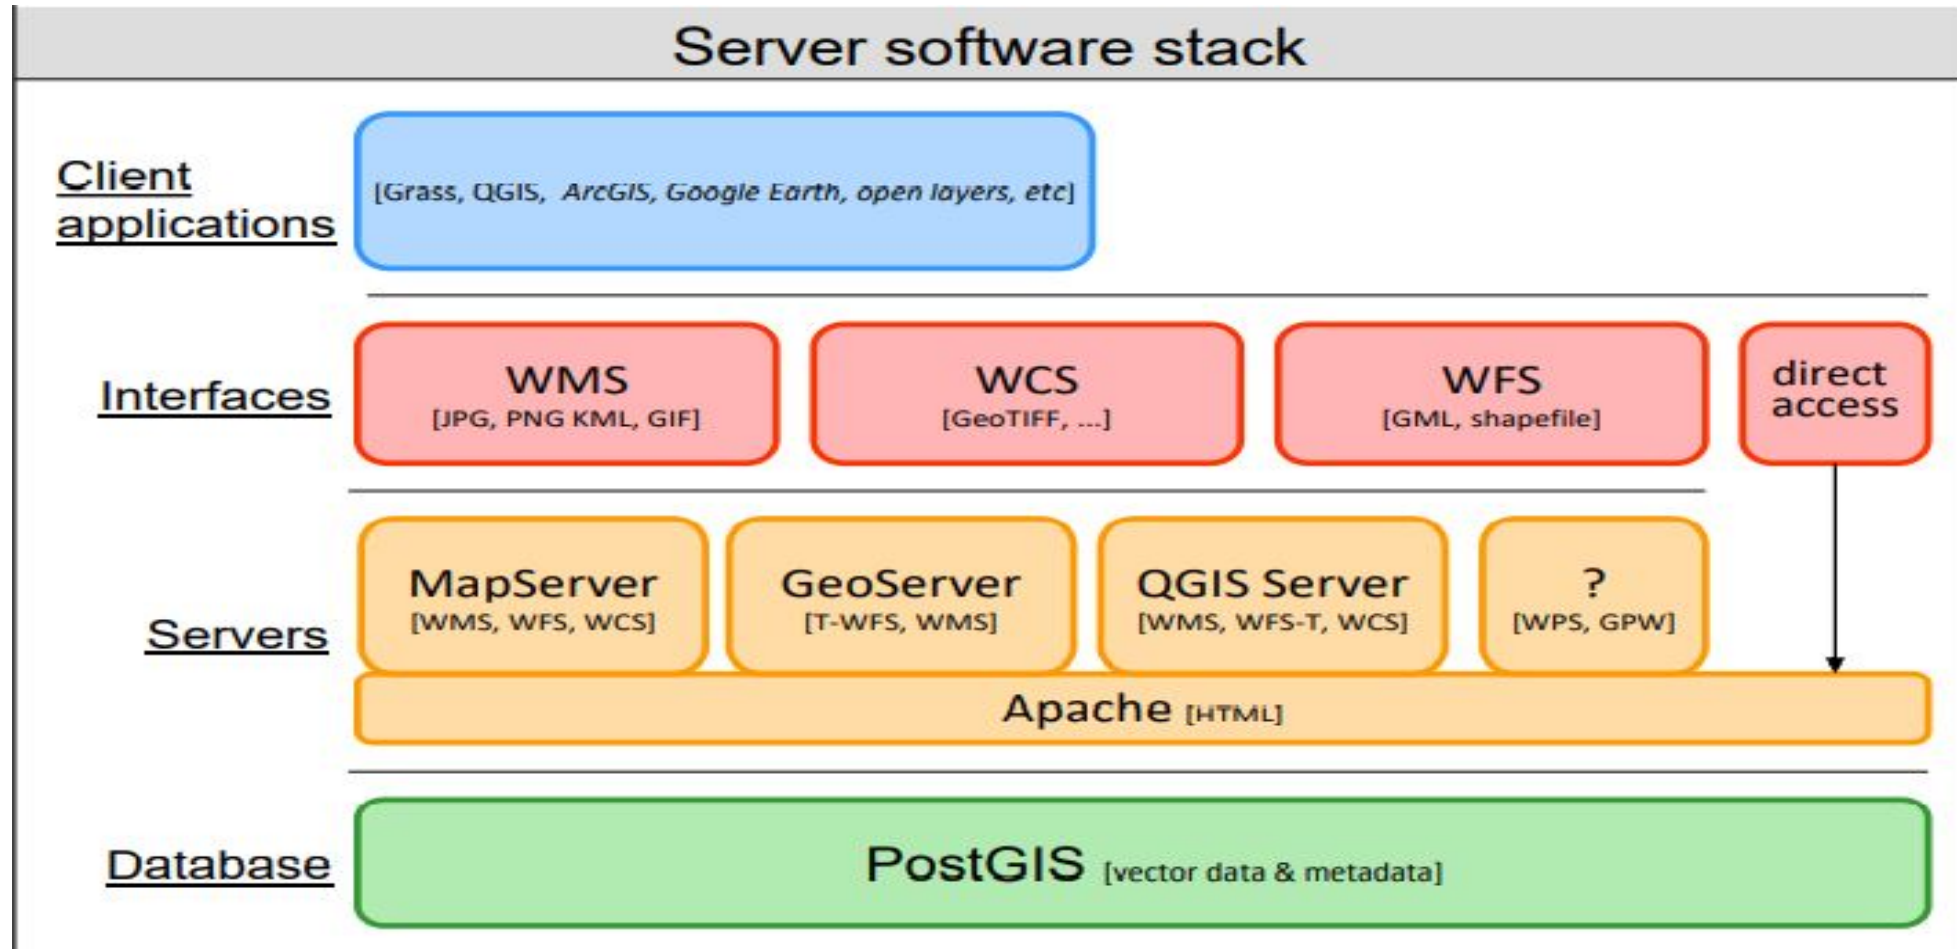 Server software stack
Client
applications
[Grass, QGIS, ArcGIS, Google Earth, open layers, etc]
Interfaces
WMS
[JPG, PNG KML, GIF]
WCS
[GeoTIFF, ...]
WFS
[GML, shapefile]
direct
access
Servers
MapServer
[WMS, WFS, WCS]
GeoServer
[T-WFS, WMS]
QGIS Server
[WMS, WFS-T, WCS]
?
[WPS, GPW]
Apache [HTML]
Database
PostGIS [vector data & metadata]